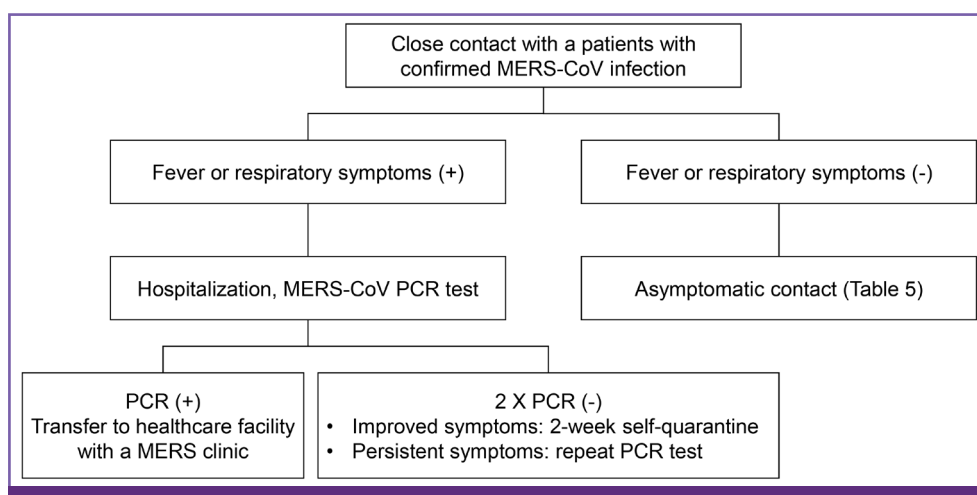 Close contact with a patients with
confirmed MERS-CoV infection
Fever or respiratory symptoms (+)
Fever or respiratory symptoms (-)
Hospitalization, MERS-CoV PCR test
Asymptomatic contact (Table 5)
PCR (+)
Transfer to healthcare facility
with a MERS clinic
2 X PCR (-)
• Improved symptoms: 2-week self-quarantine
• Persistent symptoms: repeat PCR test